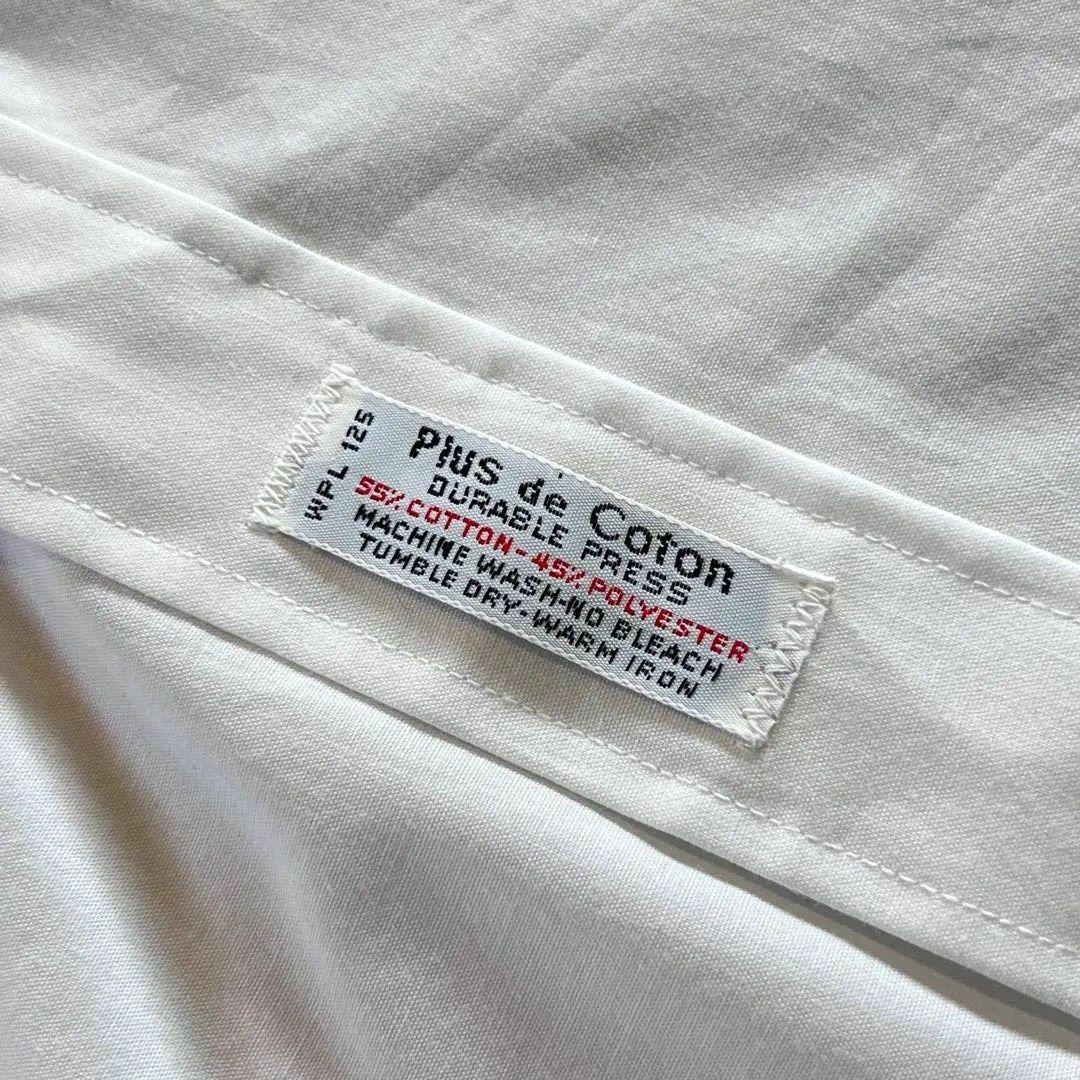 WPL 125
Plus de Coton
DURABLE PRESS
55% COTTON-45% POLYESTER
MACHINE WASH-NO BLEACH
TUMBLE DRY-WARM IRON